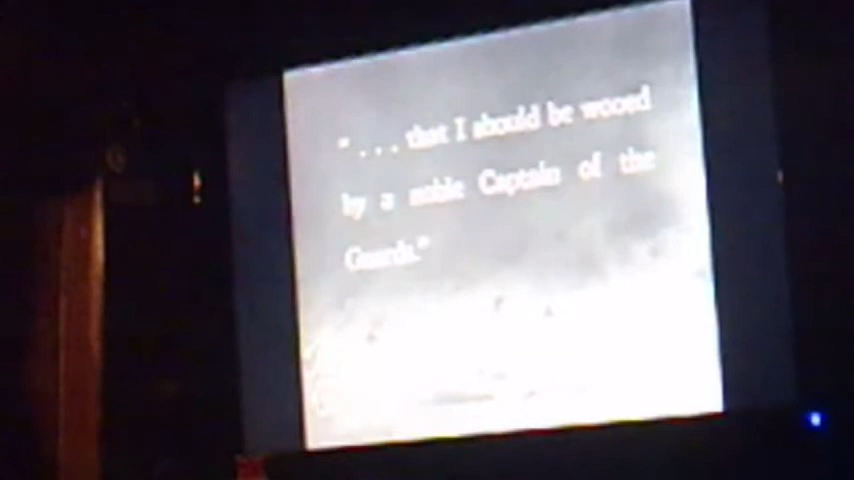 " . . . that I should be wooed
by a noble Captain of the
Guards."